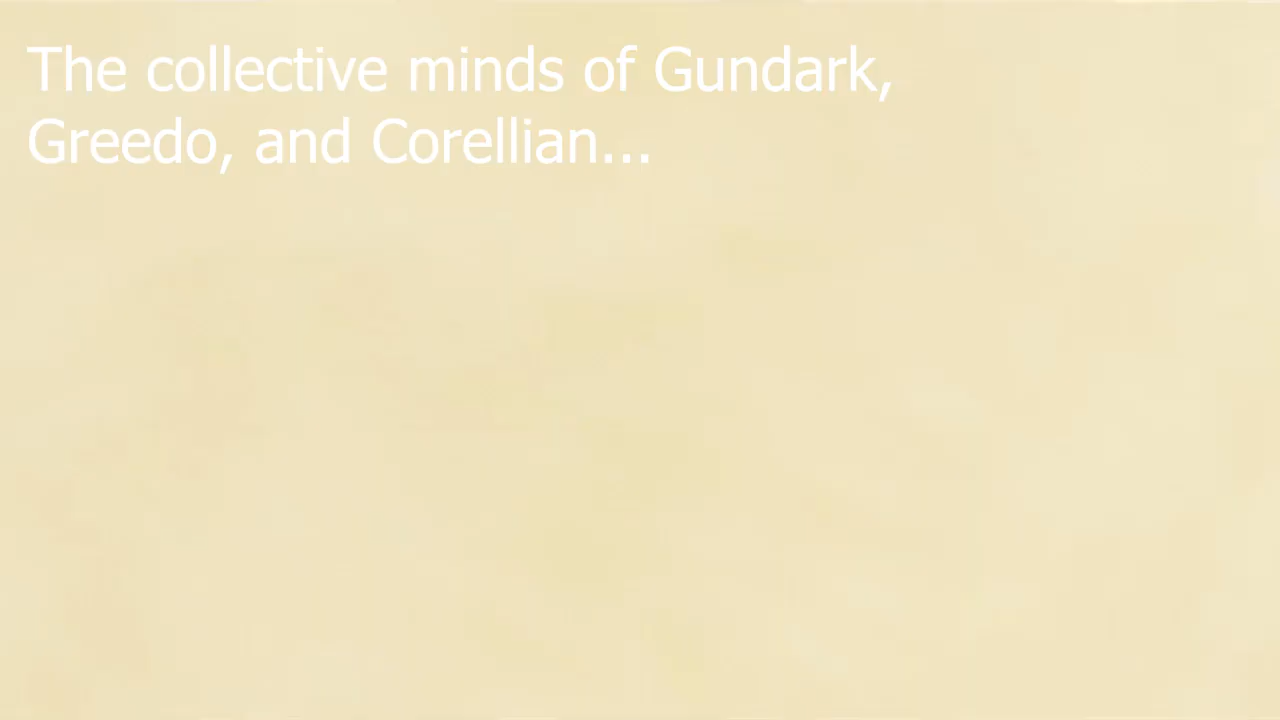 The collective minds of Gundark,
Greedo, and Corellian...